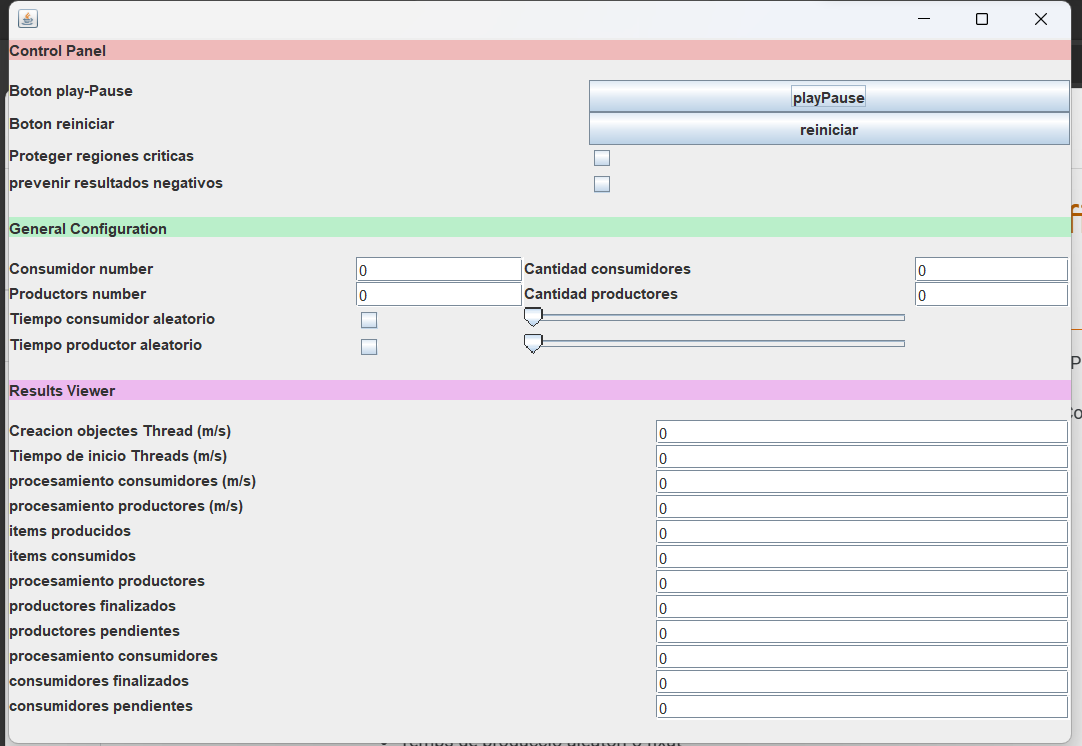 Control Panel
Boton play-Pause playPause
Boton reiniciar reiniciar
Proteger regiones criticas
prevenir resultados negativos
General Configuration
Consumidor number 0 Cantidad consumidores 0
Productors number 0 Cantidad productores 0
Tiempo consumidor aleatorio
Tiempo productor aleatorio
Results Viewer
Creacion objectes Thread (m/s) 0
Tiempo de inicio Threads (m/s) 0
procesamiento consumidores (m/s) 0
procesamiento productores (m/s) 0
items producidos 0
items consumidos 0
procesamiento productores 0
productores finalizados 0
productores pendientes 0
procesamiento consumidores 0
consumidores finalizados 0
consumidores pendientes 0